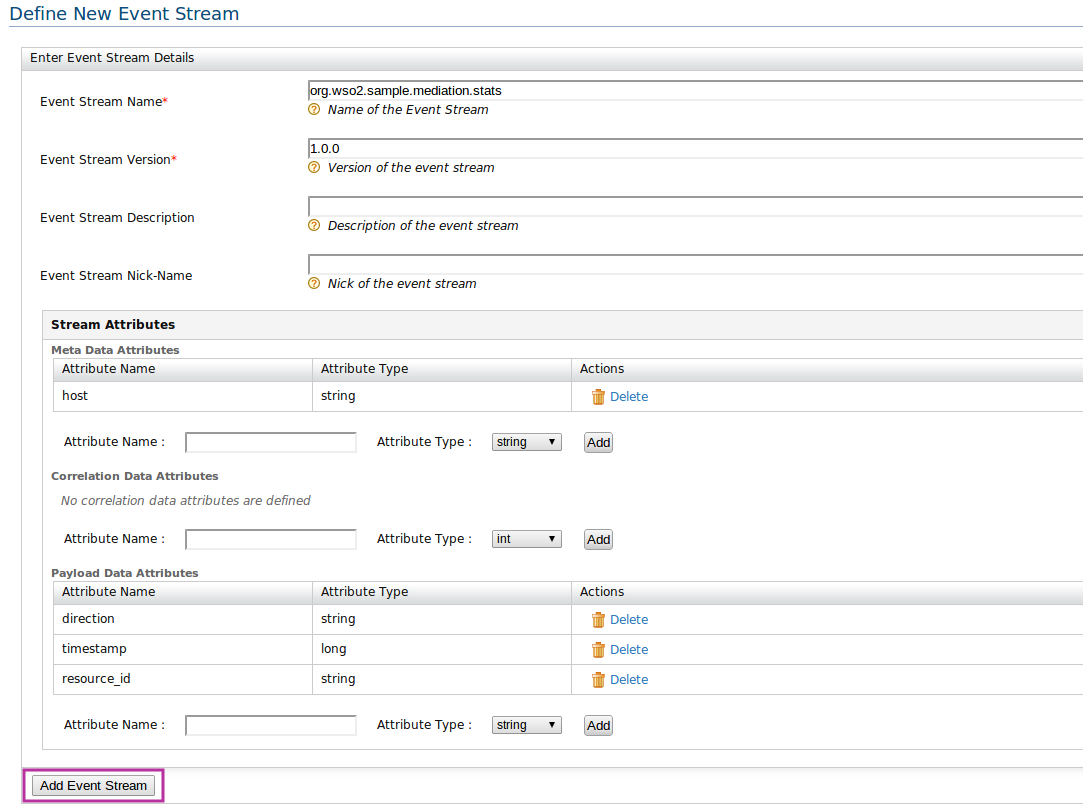 Define New Event Stream
Enter Event Stream Details
Event Stream Name* org.wso2.sample.mediation.stats
? Name of the Event Stream
Event Stream Version* 1.0.0
? Version of the event stream
Event Stream Description
? Description of the event stream
Event Stream Nick-Name
? Nick of the event stream
Stream Attributes
Meta Data Attributes
Attribute Name Attribute Type Actions
host string Delete
Attribute Name : Attribute Type : string Add
Correlation Data Attributes
No correlation data attributes are defined
Attribute Name : Attribute Type : int Add
Payload Data Attributes
Attribute Name Attribute Type Actions
direction string Delete
timestamp long Delete
resource_id string Delete
Attribute Name : Attribute Type : string Add
Add Event Stream